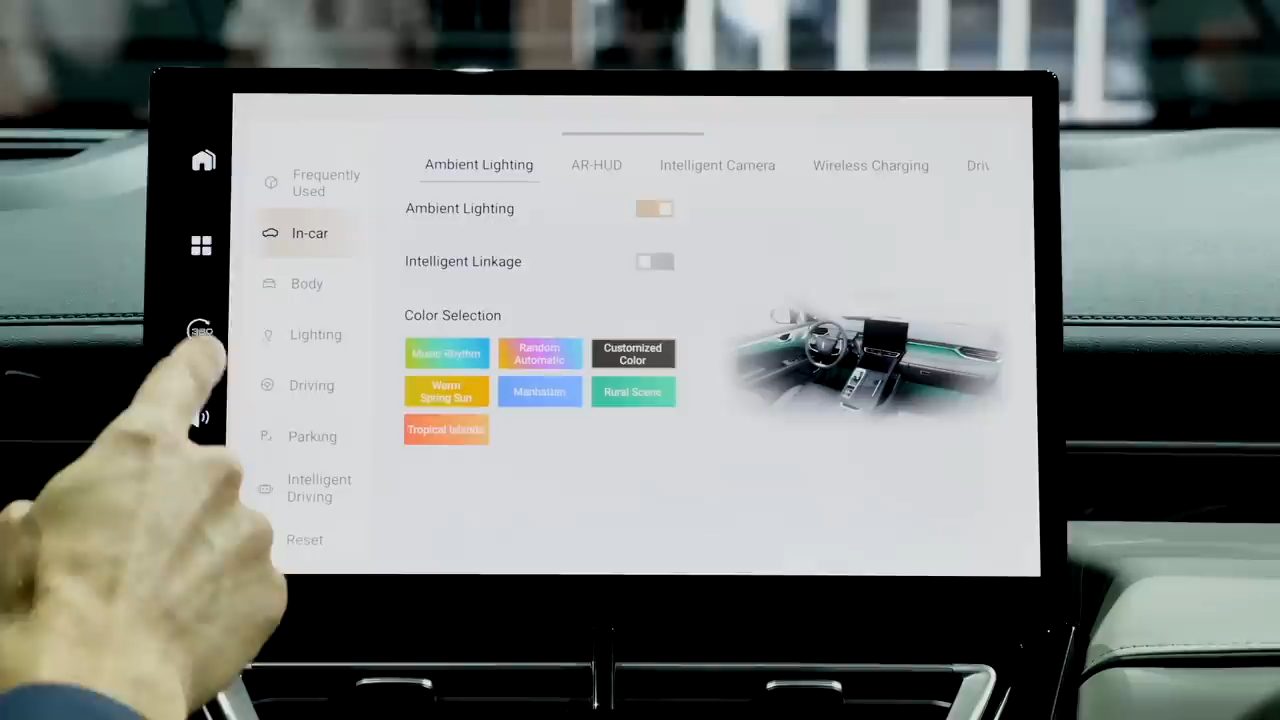 Ambient Lighting
AR-HUD
Intelligent Camera
Wireless Charging
Frequently
Used
In-car
Body
Lighting
Driving
Parking
Intelligent
Driving
Reset
Ambient Lighting
Intelligent Linkage
Color Selection
Music Rhythm
Random
Automatic
Customized
Color
Warm
Spring Sun
Manhattan
Rural Scene
Tropical Islands
360